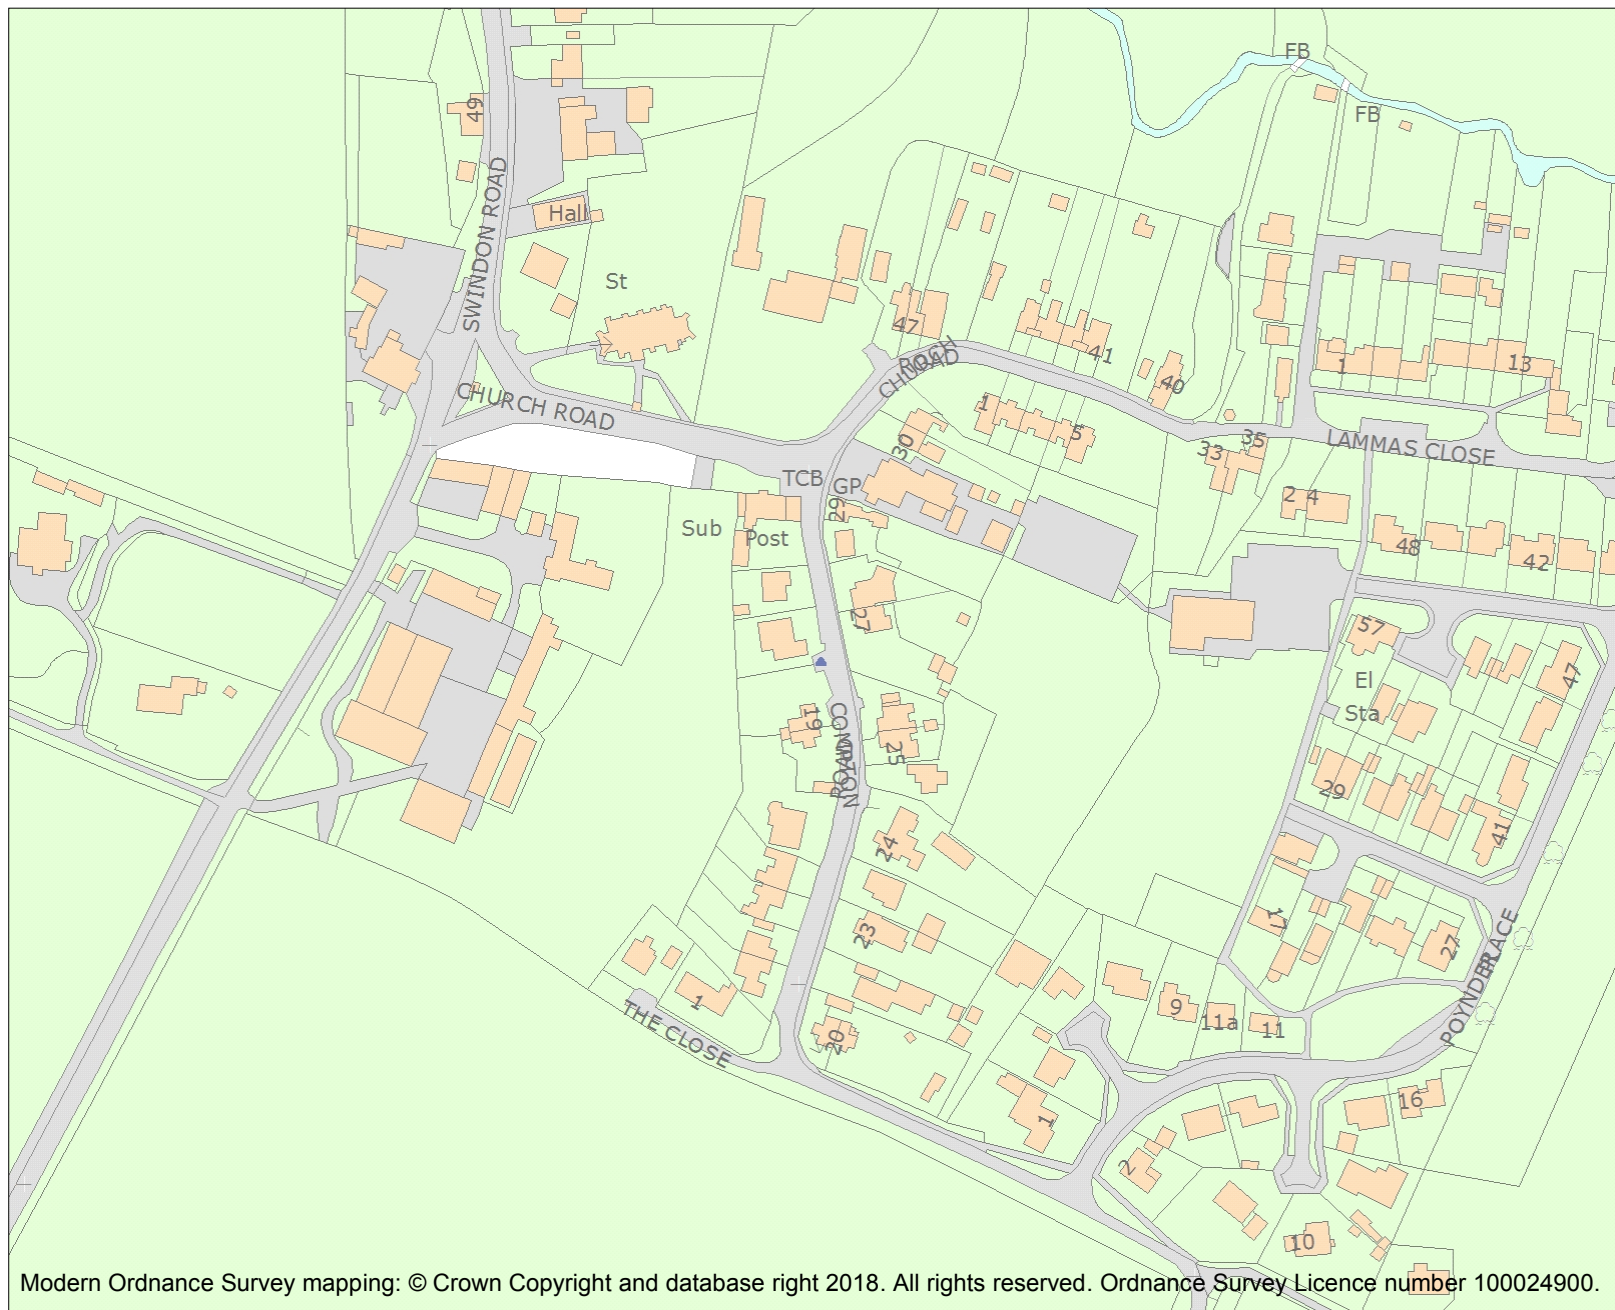 FB
FB
49
SWINDON ROAD
Hall
St
47
CHURCH
ROAD
41
40
1
13
CHURCH ROAD
1
5
30
33
35
LAMMAS CLOSE
TCB
GP
29
2
4
48
42
Sub
Post
27
57
47
El
Sta
19
25
COMPTON
ROAD
29
24
41
17
23
27
POYNDER PLACE
1
9
11a
11
THE CLOSE
20
1
16
2
10
Modern Ordnance Survey mapping: © Crown Copyright and database right 2018. All rights reserved. Ordnance Survey Licence number 100024900.